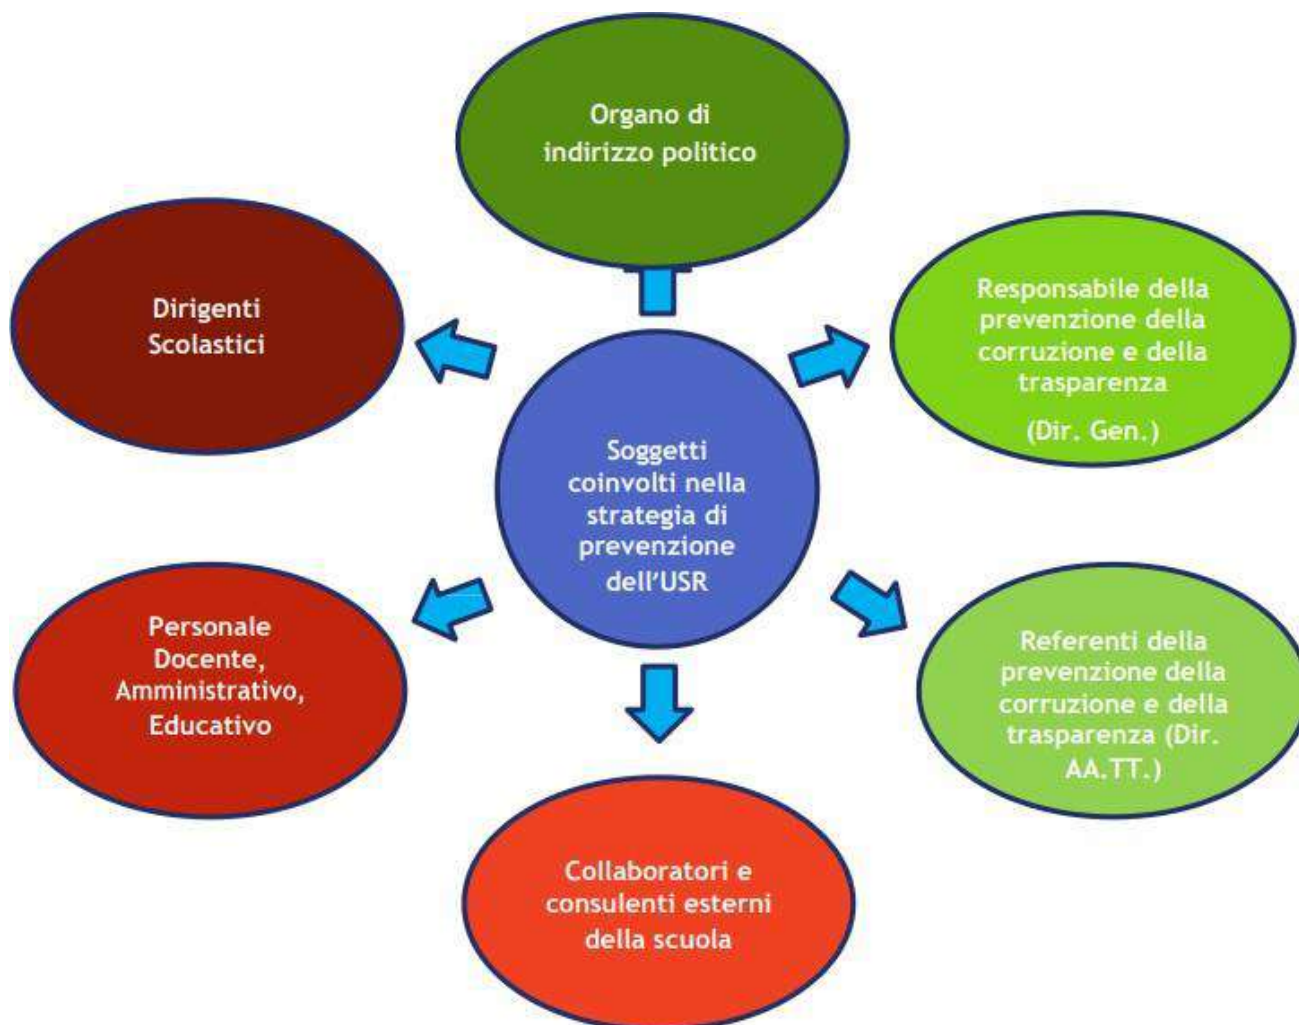 Organo di
indirizzo politico
Dirigenti
Scolastici
Responsabile della
prevenzione della
corruzione e della
trasparenza
(Dir. Gen.)
Soggetti
coinvolti nella
strategia di
prevenzione
dell'USR
Personale
Docente,
Amministrativo,
Educativo
Referenti della
prevenzione della
corruzione e della
trasparenza (Dir.
AA.TT.)
Collaboratori e
consulenti esterni
della scuola